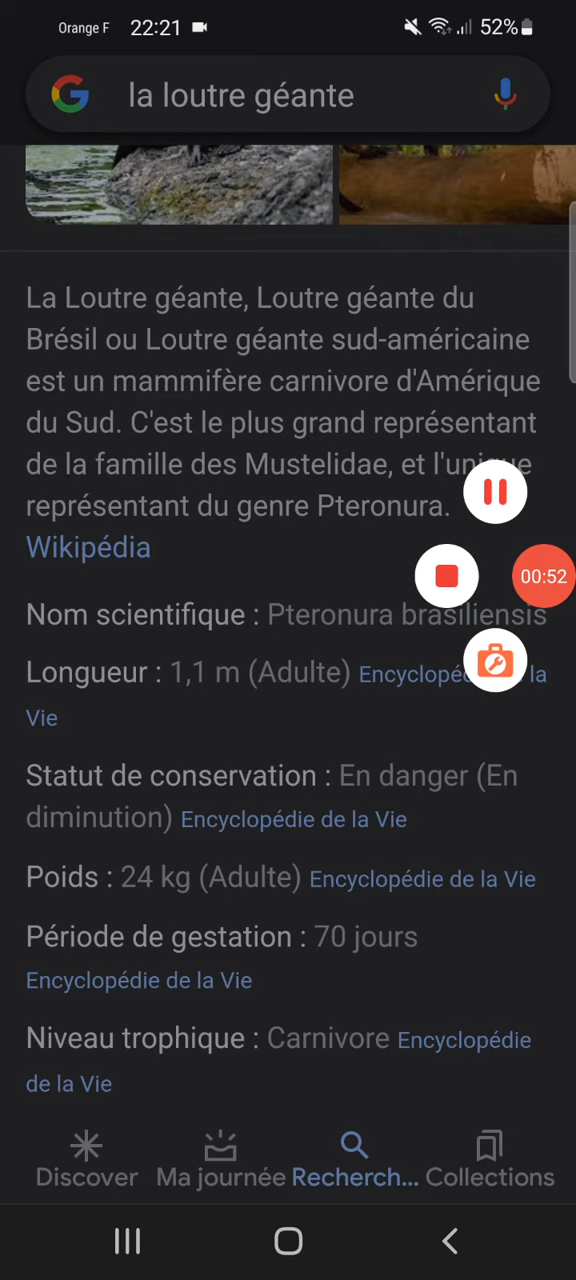 Orange F 22:21 52%
la loutre géante
La Loutre géante, Loutre géante du
Brésil ou Loutre géante sud-américaine
est un mammifère carnivore d'Amérique
du Sud. C'est le plus grand représentant
de la famille des Mustelidae, et l'unique
représentant du genre Pteronura.
Wikipédia
00:52
Nom scientifique : Pteronura brasiliensis
Longueur : 1,1 m (Adulte) la
Vie
Statut de conservation : En danger (En
diminution) Encyclopédie de la Vie
Poids : 24 kg (Adulte) Encyclopédie de la Vie
Période de gestation : 70 jours
Encyclopédie de la Vie
Niveau trophique : Carnivore Encyclopédie
de la Vie
Discover Ma journée Recherch... Collections